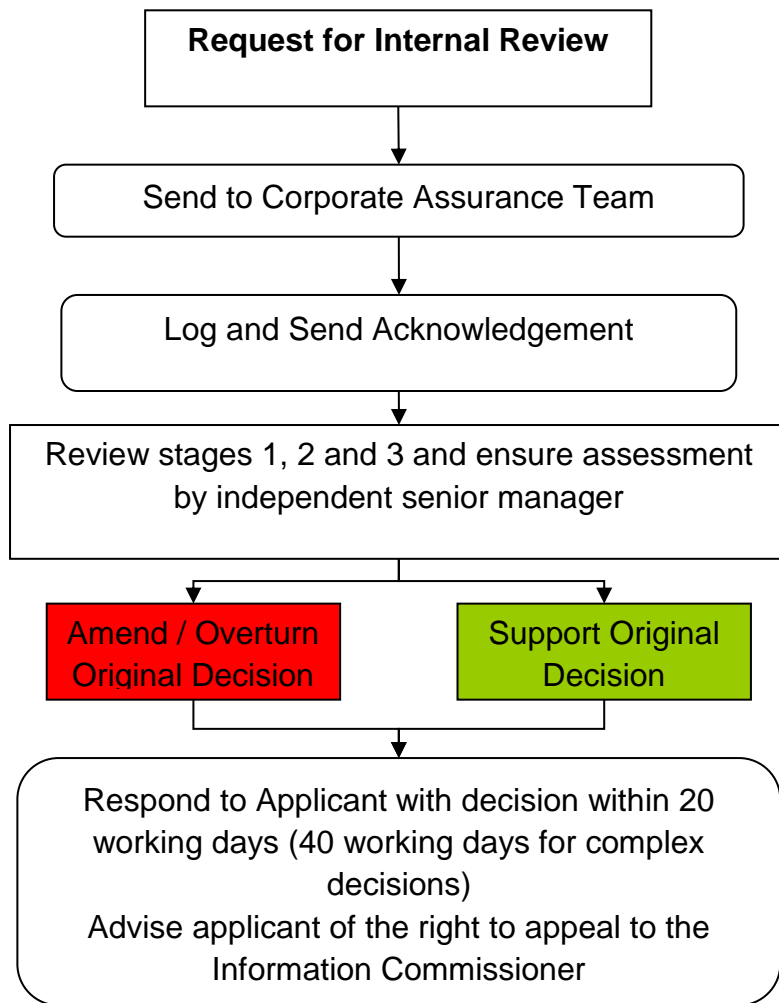 Request for Internal Review
Send to Corporate Assurance Team
Log and Send Acknowledgement
Review stages 1, 2 and 3 and ensure assessment
by independent senior manager
Amend / Overturn
Original Decision
Support Original
Decision
Respond to Applicant with decision within 20
working days (40 working days for complex
decisions)
Advise applicant of the right to appeal to the
Information Commissioner